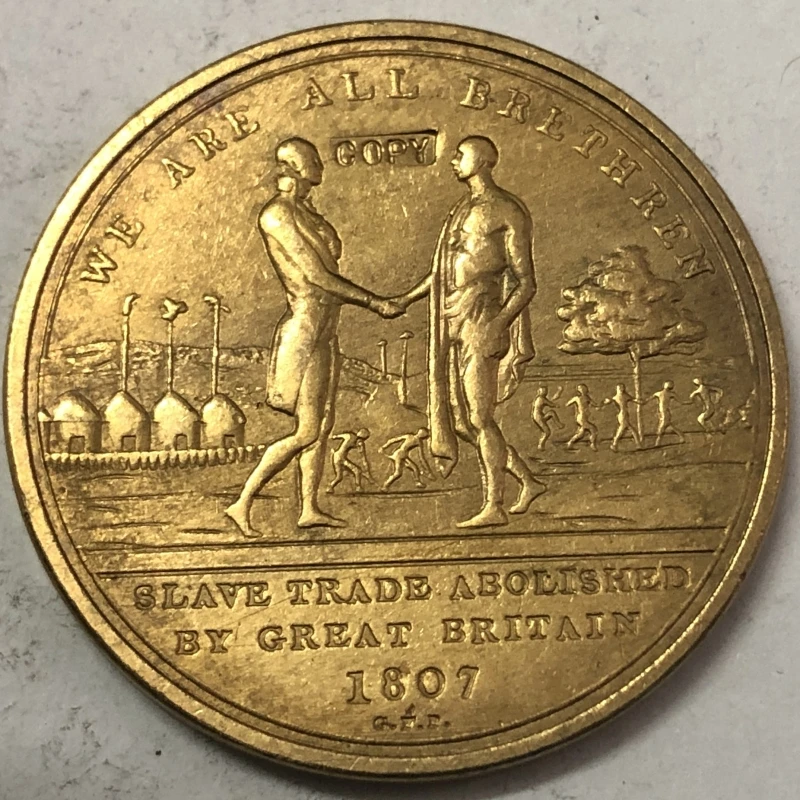 WE ARE ALL BRETHREN
COPY
SLAVE TRADE ABOLISHED
BY GREAT BRITAIN
1807
G.F.P.